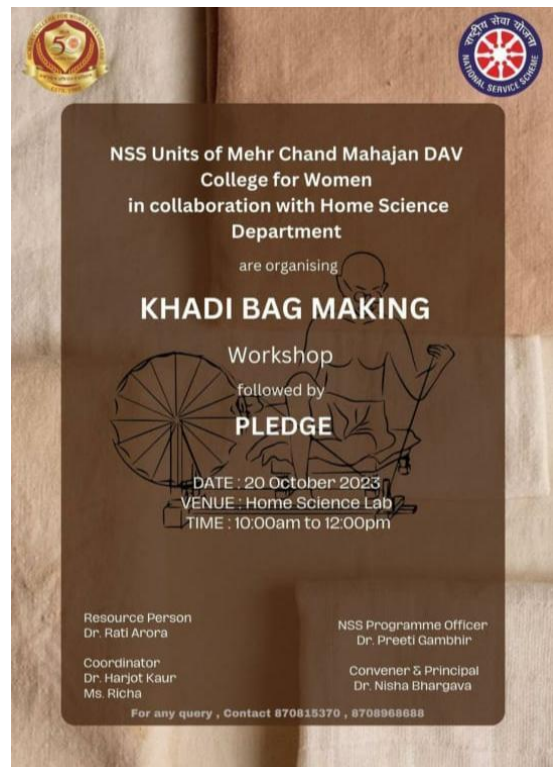 50
राष्ट्रीय सेवा योजना
NATIONAL SERVICE SCHEME
NSS Units of Mehr Chand Mahajan DAV
College for Women
in collaboration with Home Science
Department
are organising
KHADI BAG MAKING
Workshop
followed by
PLEDGE
DATE : 20 October 2023
VENUE : Home Science Lab
TIME : 10:00am to 12:00pm
Resource Person
Dr. Rati Arora
Coordinator
Dr. Harjot Kaur
Ms. Richa
NSS Programme Officer
Dr. Preeti Gambhir
Convener & Principal
Dr. Nisha Bhargava
For any query , Contact 870815370 , 8708968688